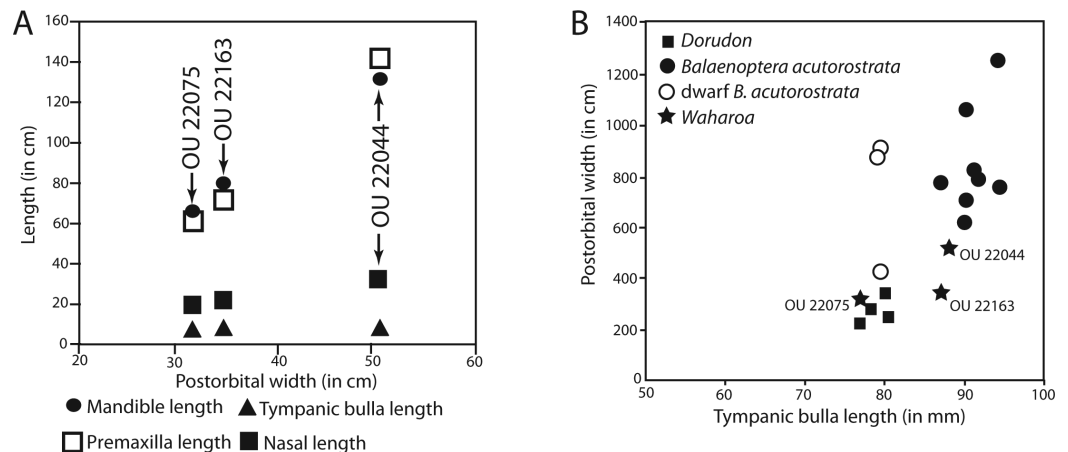 A
160
140
120
100
80
60
40
20
0
Length (in cm)
OU 22075
OU 22163
OU 22044
20 30 40 50 60
Postorbital width (in cm)
Mandible length Tympanic bulla length
Premaxilla length Nasal length
B
1400
1200
1000
800
600
400
200
0
Postorbital width (in cm)
Dorudon
Balaenoptera acutorostrata
dwarf B. acutorostrata
Waharoa
OU 22044
OU 22075
OU 22163
50 60 70 80 90 100
Tympanic bulla length (in mm)